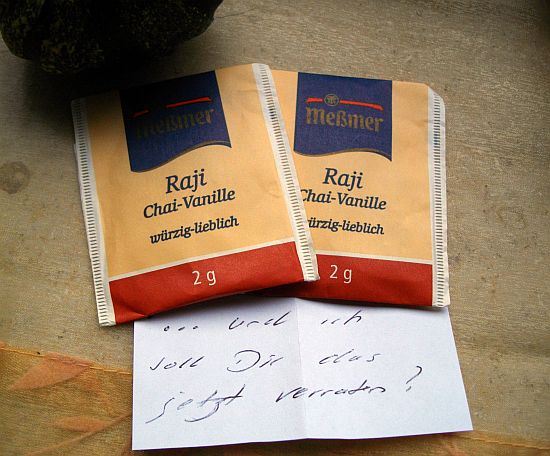 Meßmer
Raji
Chai-Vanille
würzig-lieblich
2 g
Meßmer
Raji
Chai-Vanille
würzig-lieblich
2 g
... und ich
soll Dir das
jetzt verraten?